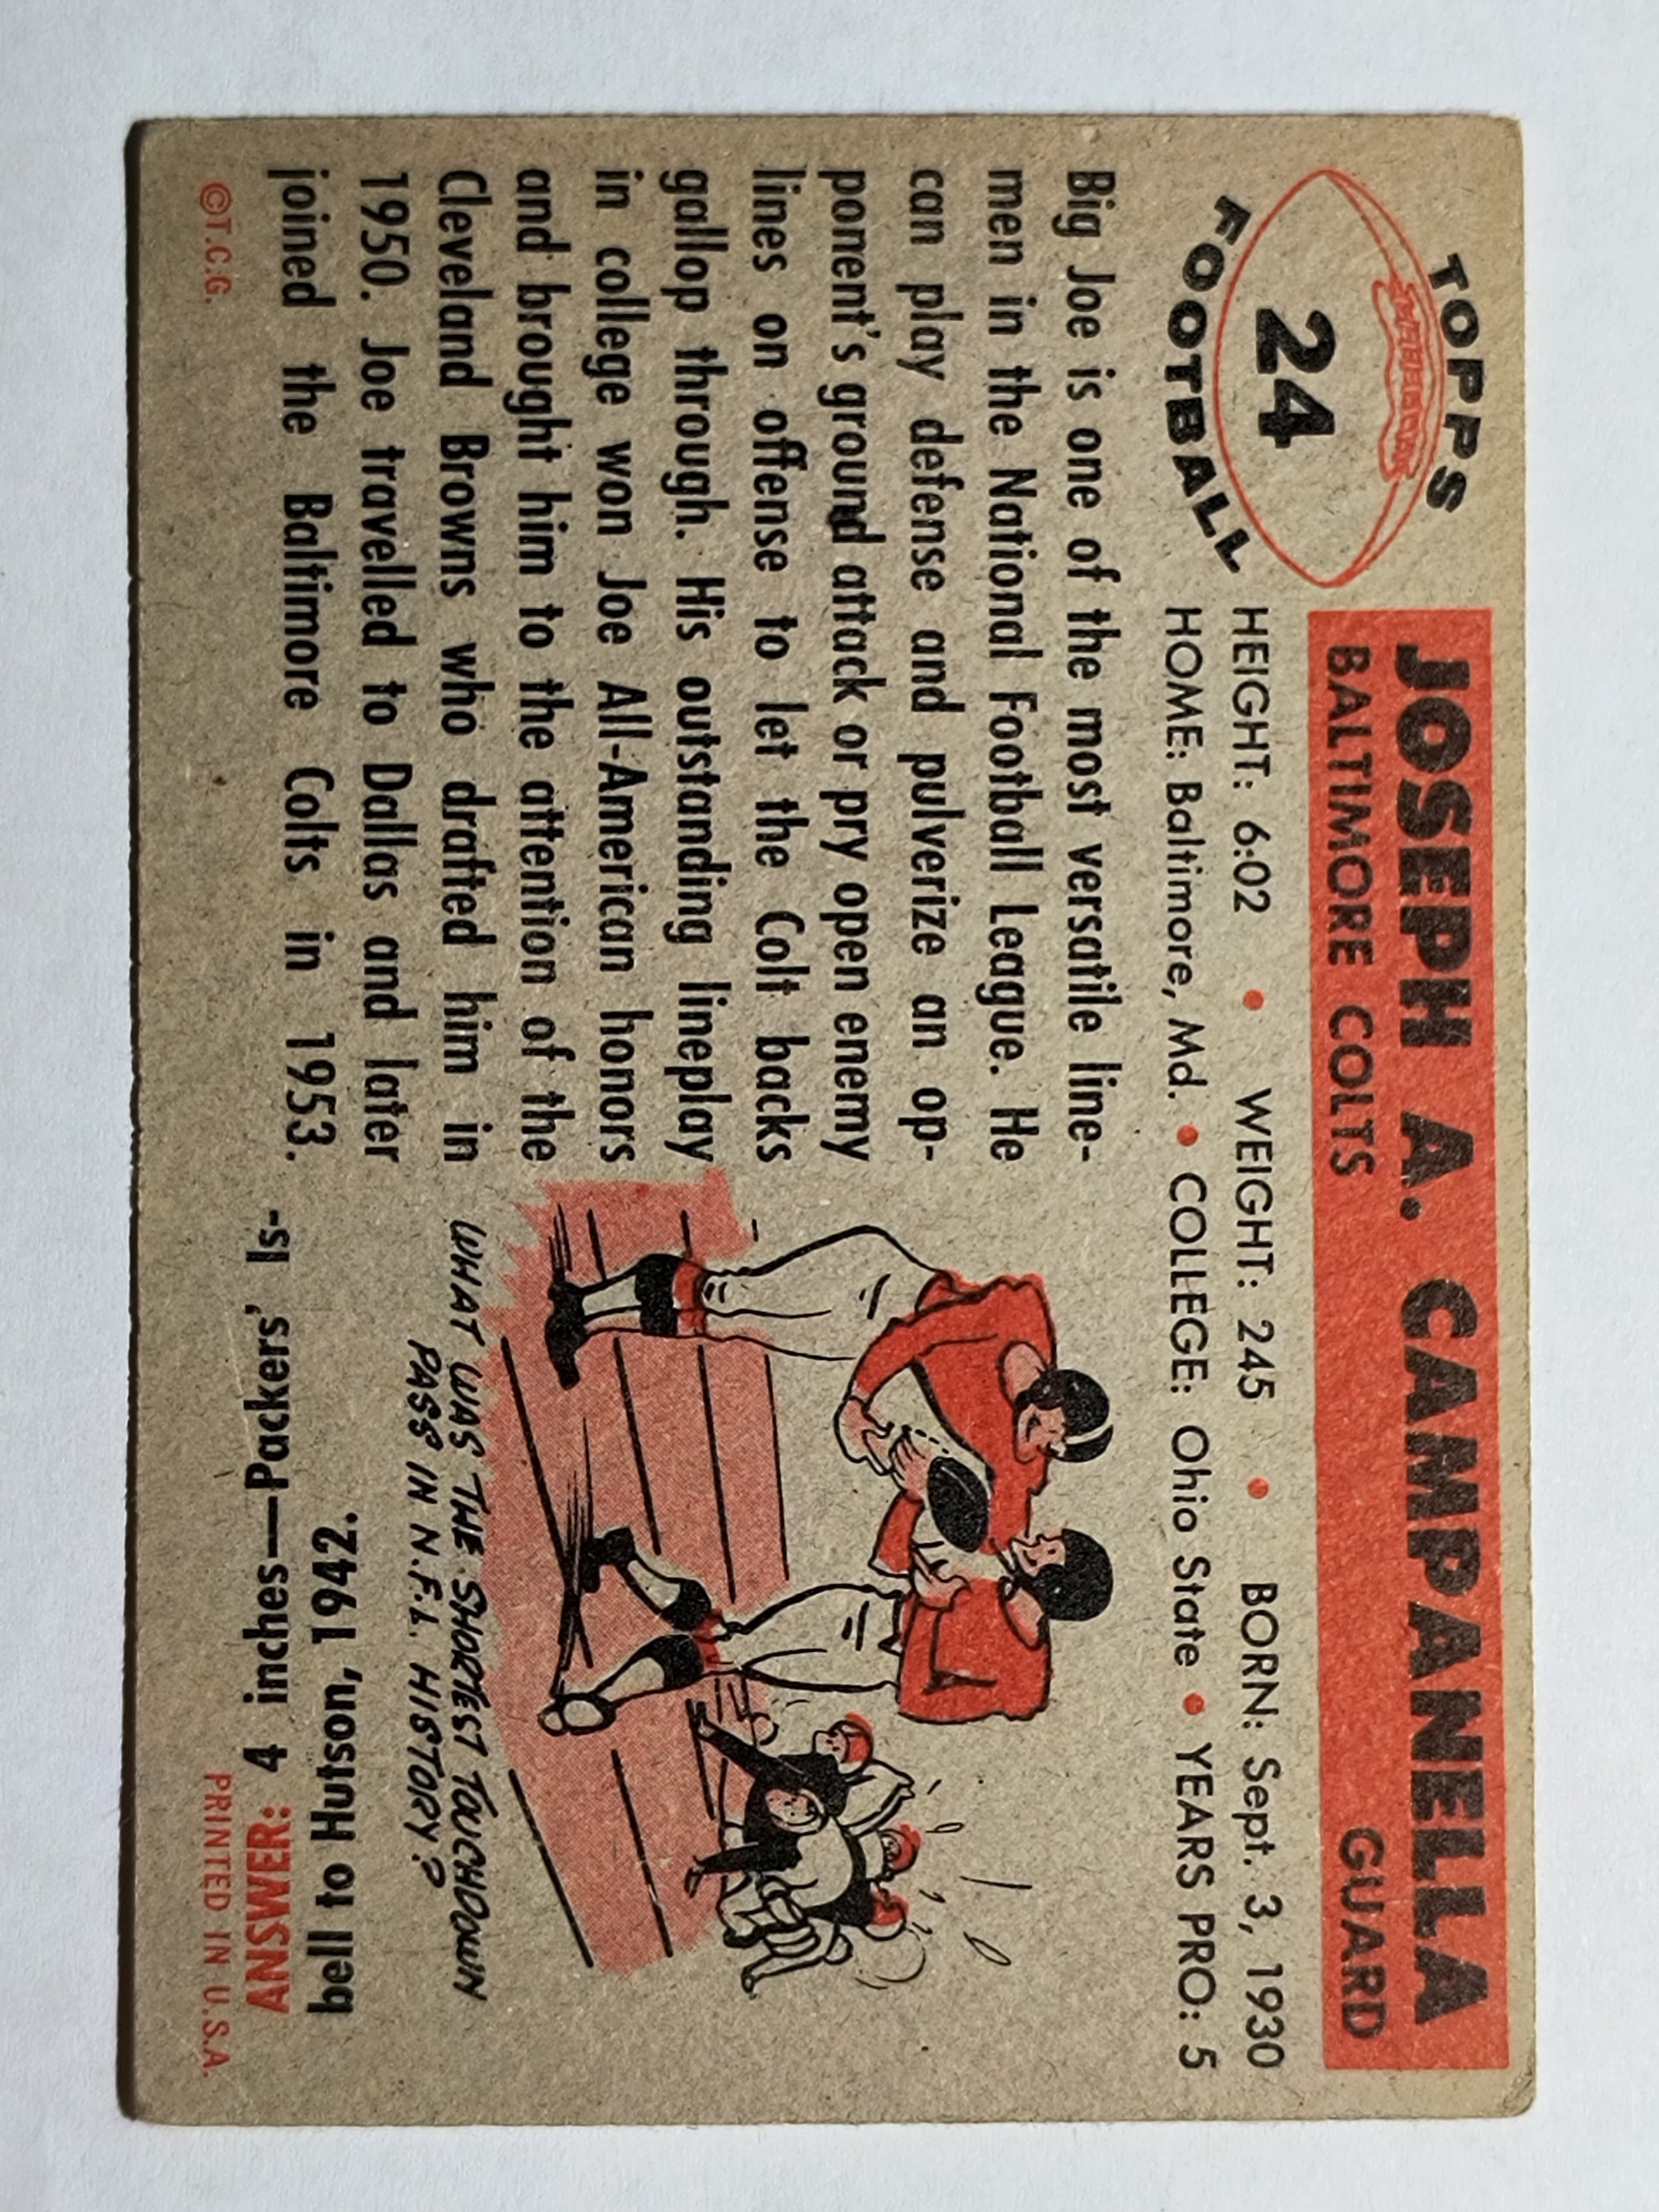 TOPPS
24
FOOTBALL
JOSEPH A. CAMPANELLA
BALTIMORE COLTS GUARD
HEIGHT: 6:02 • WEIGHT: 245 • BORN: Sept. 3, 1930
HOME: Baltimore, Md. • COLLEGE: Ohio State • YEARS PRO: 5
Big Joe is one of the most versatile line-
men in the National Football League. He
can play defense and pulverize an op-
ponent's ground attack or pry open enemy
lines on offense to let the Colt backs
gallop through. His outstanding lineplay
in college won Joe All-American honors
and brought him to the attention of the
Cleveland Browns who drafted him in
1950. Joe travelled to Dallas and later
joined the Baltimore Colts in 1953.
WHAT WAS THE SHORTEST TOUCHDOWN
PASS IN N.F.L. HISTORY?
ANSWER: 4 inches—Packers' Is-
bell to Hutson, 1942.
©T.C.G. PRINTED IN U.S.A.